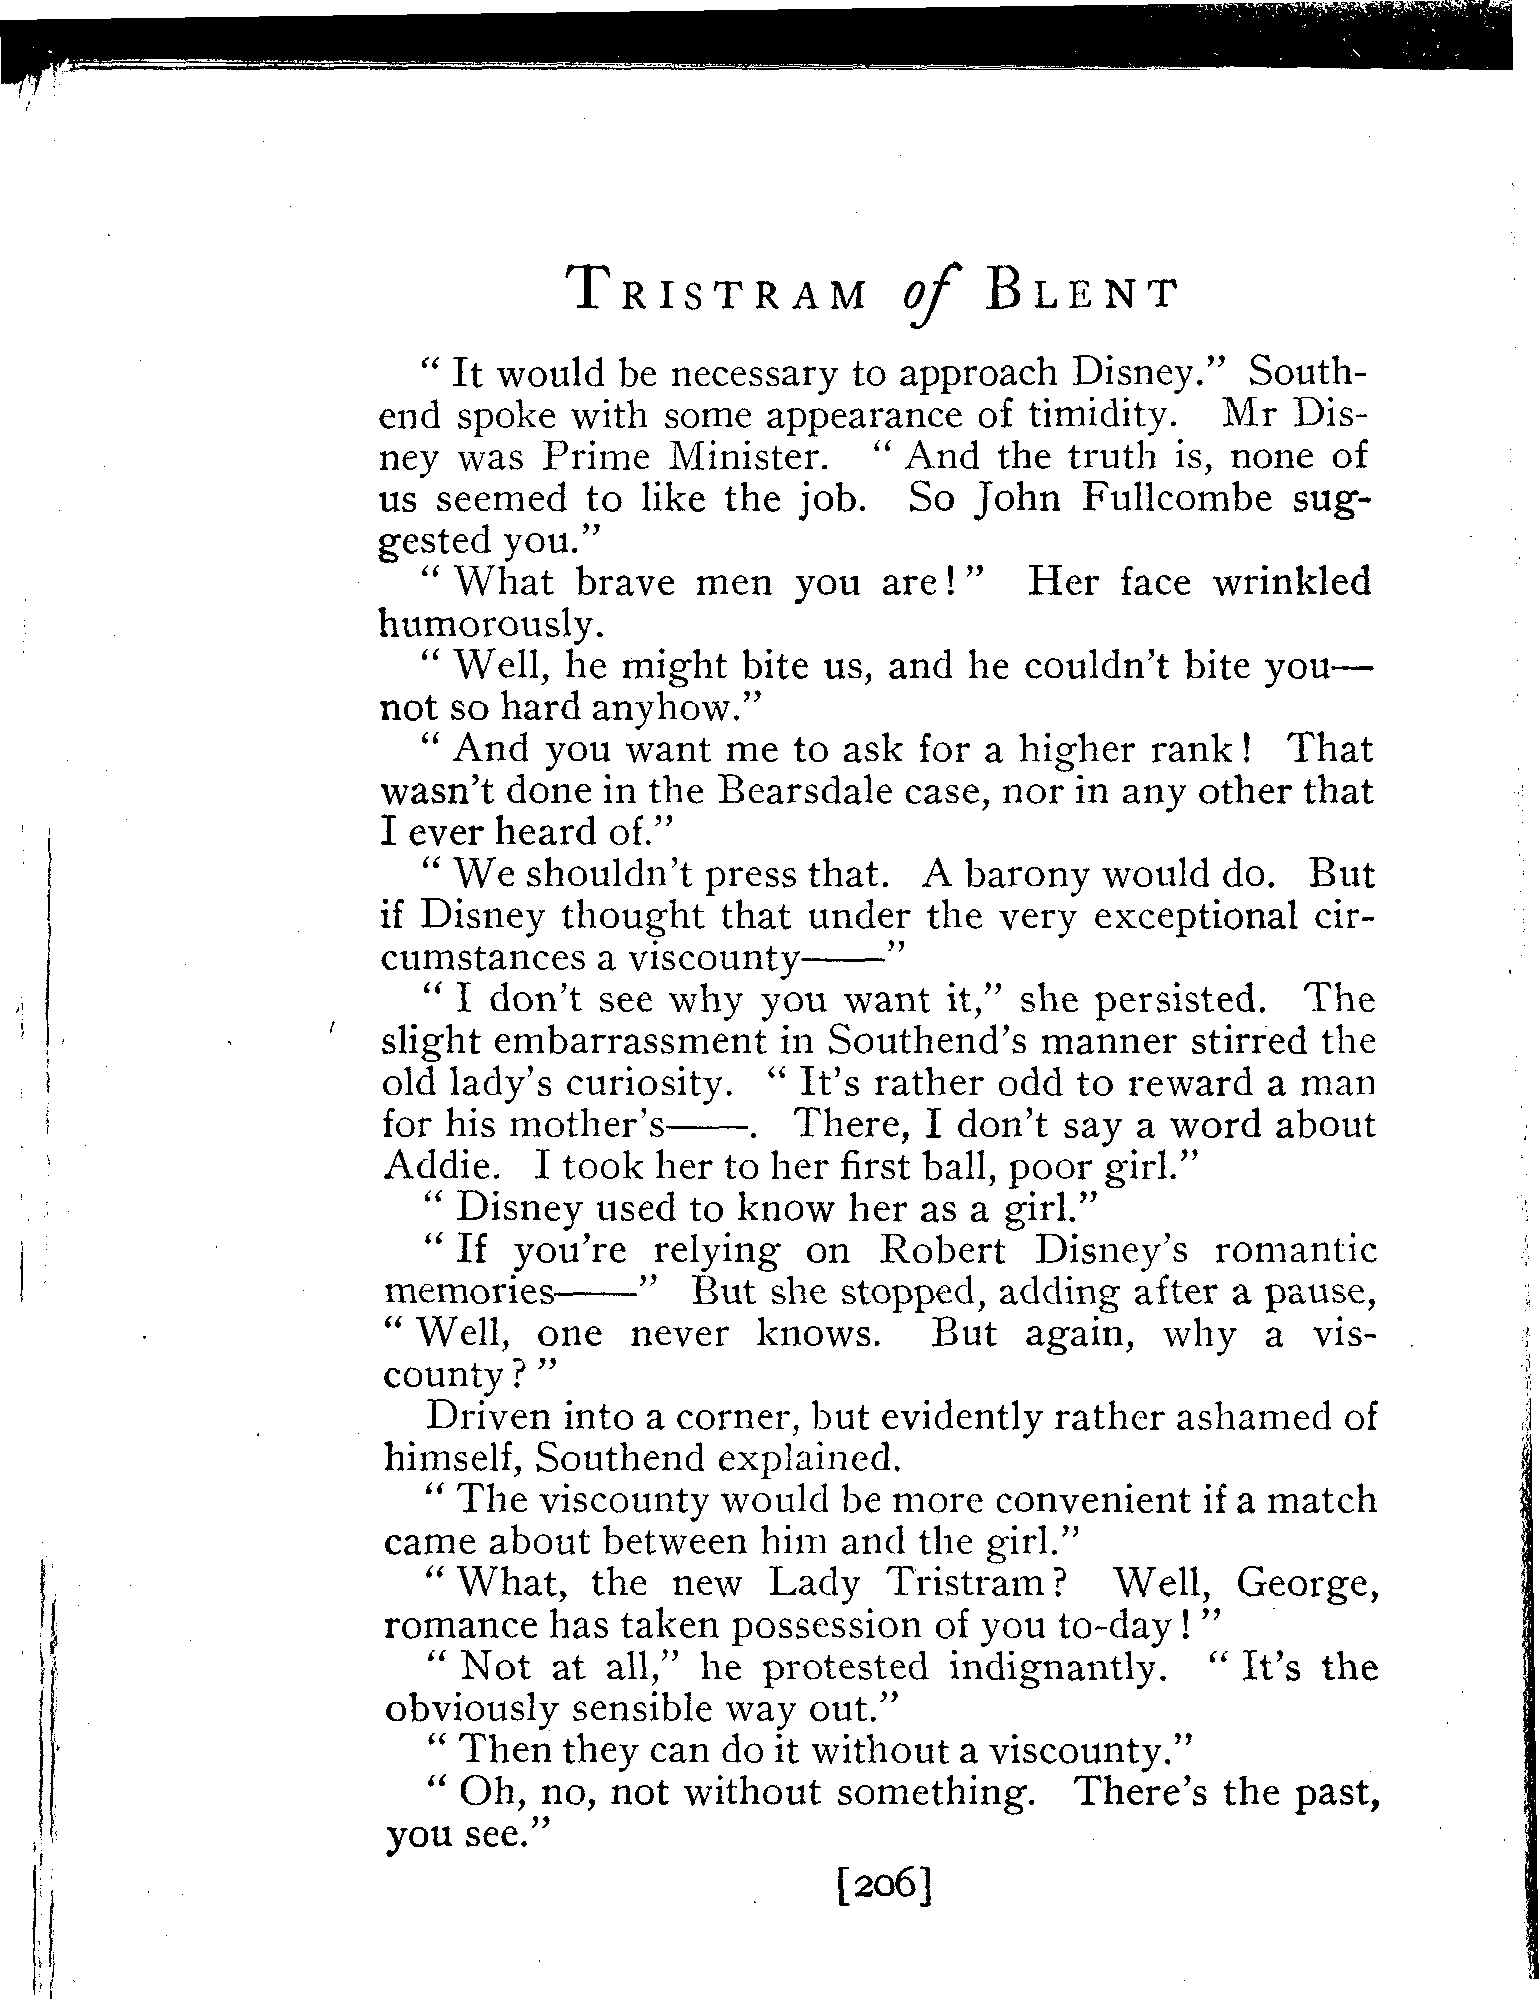 TRISTRAM of BLENT
“ It would be necessary to approach Disney.” South-
end spoke with some appearance of timidity. Mr Dis-
ney was Prime Minister. “ And the truth is, none of
us seemed to like the job. So John Fullcombe sug-
gested you.”
“ What brave men you are ! ” Her face wrinkled
humorously.
“ Well, he might bite us, and he couldn't bite you—
not so hard anyhow.”
“ And you want me to ask for a higher rank ! That
wasn't done in the Bearsdale case, nor in any other that
I ever heard of.”
“ We shouldn't press that. A barony would do. But
if Disney thought that under the very exceptional cir-
cumstances a viscounty——”
“ I don't see why you want it,” she persisted. The
slight embarrassment in Southend's manner stirred the
old lady's curiosity. “ It's rather odd to reward a man
for his mother's——. There, I don't say a word about
Addie. I took her to her first ball, poor girl.”
“ Disney used to know her as a girl.”
“ If you're relying on Robert Disney's romantic
memories——” But she stopped, adding after a pause,
“ Well, one never knows. But again, why a vis-
county ? ”
Driven into a corner, but evidently rather ashamed of
himself, Southend explained.
“ The viscounty would be more convenient if a match
came about between him and the girl.”
“ What, the new Lady Tristram ? Well, George,
romance has taken possession of you to-day ! ”
“ Not at all,” he protested indignantly. “ It's the
obviously sensible way out.”
“ Then they can do it without a viscounty.”
“ Oh, no, not without something. There's the past,
you see.”
[206]